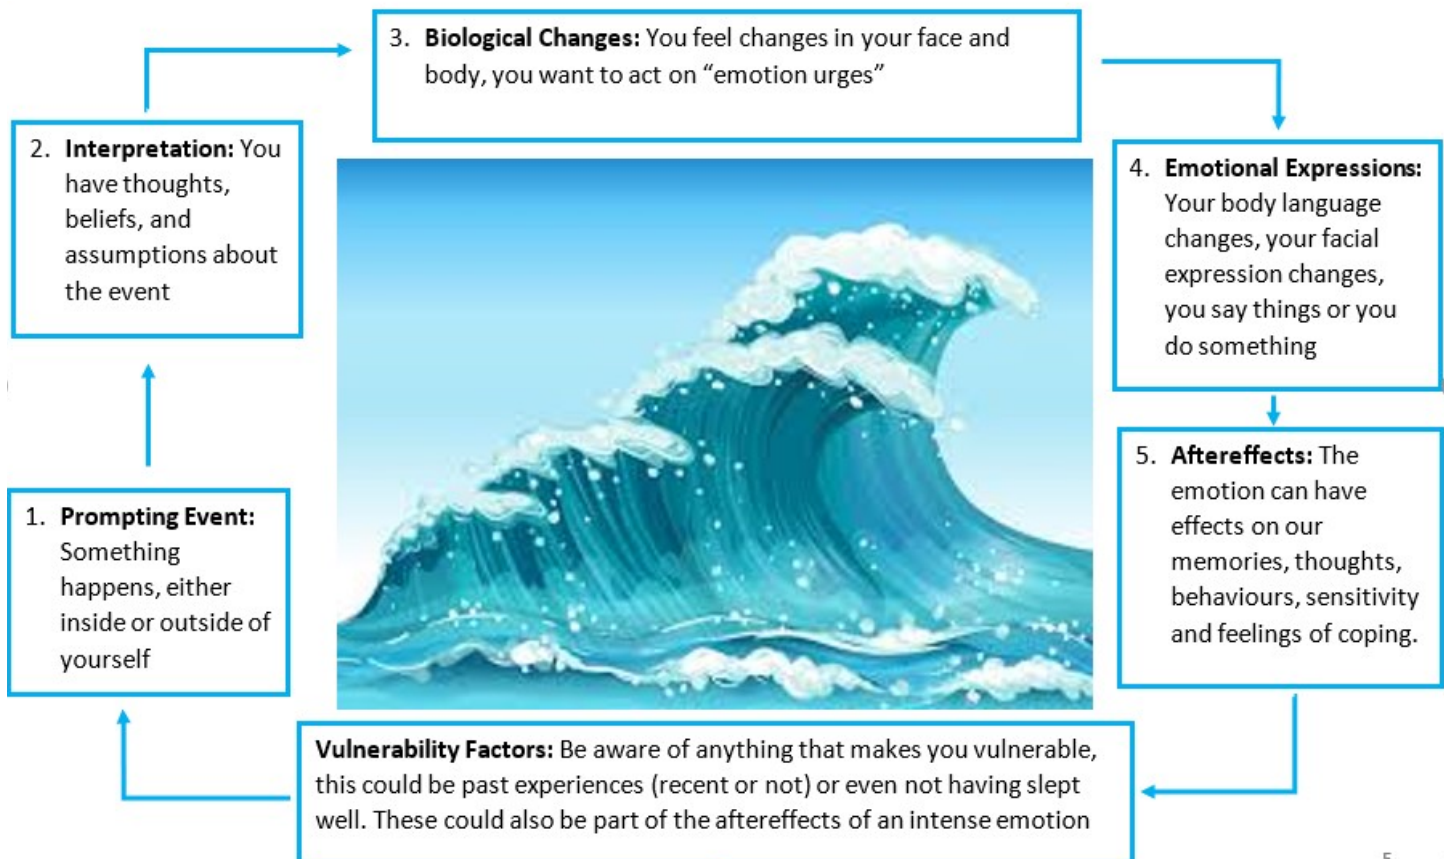 3. Biological Changes: You feel changes in your face and
body, you want to act on “emotion urges”
2. Interpretation: You
have thoughts,
beliefs, and
assumptions about
the event
4. Emotional Expressions:
Your body language
changes, your facial
expression changes,
you say things or you
do something
1. Prompting Event:
Something
happens, either
inside or outside of
yourself
5. Aftereffects: The
emotion can have
effects on our
memories, thoughts,
behaviours, sensitivity
and feelings of coping.
Vulnerability Factors: Be aware of anything that makes you vulnerable,
this could be past experiences (recent or not) or even not having slept
well. These could also be part of the aftereffects of an intense emotion